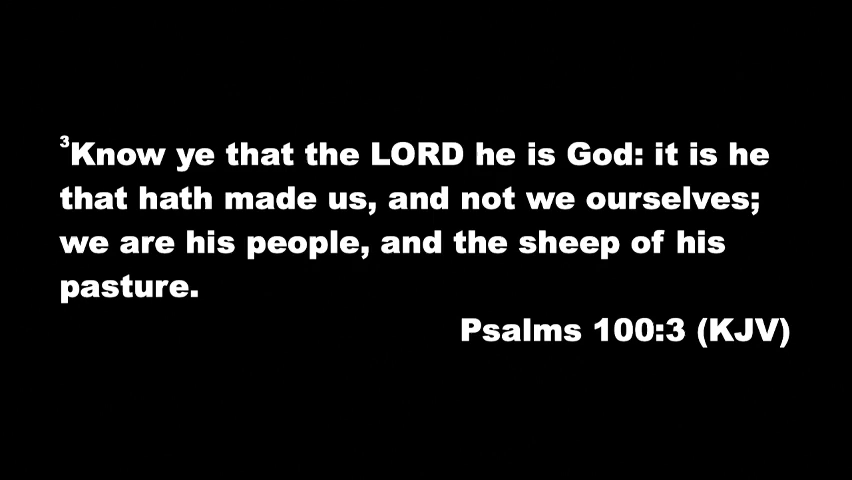 ³Know ye that the LORD he is God: it is he
that hath made us, and not we ourselves;
we are his people, and the sheep of his
pasture.
Psalms 100:3 (KJV)